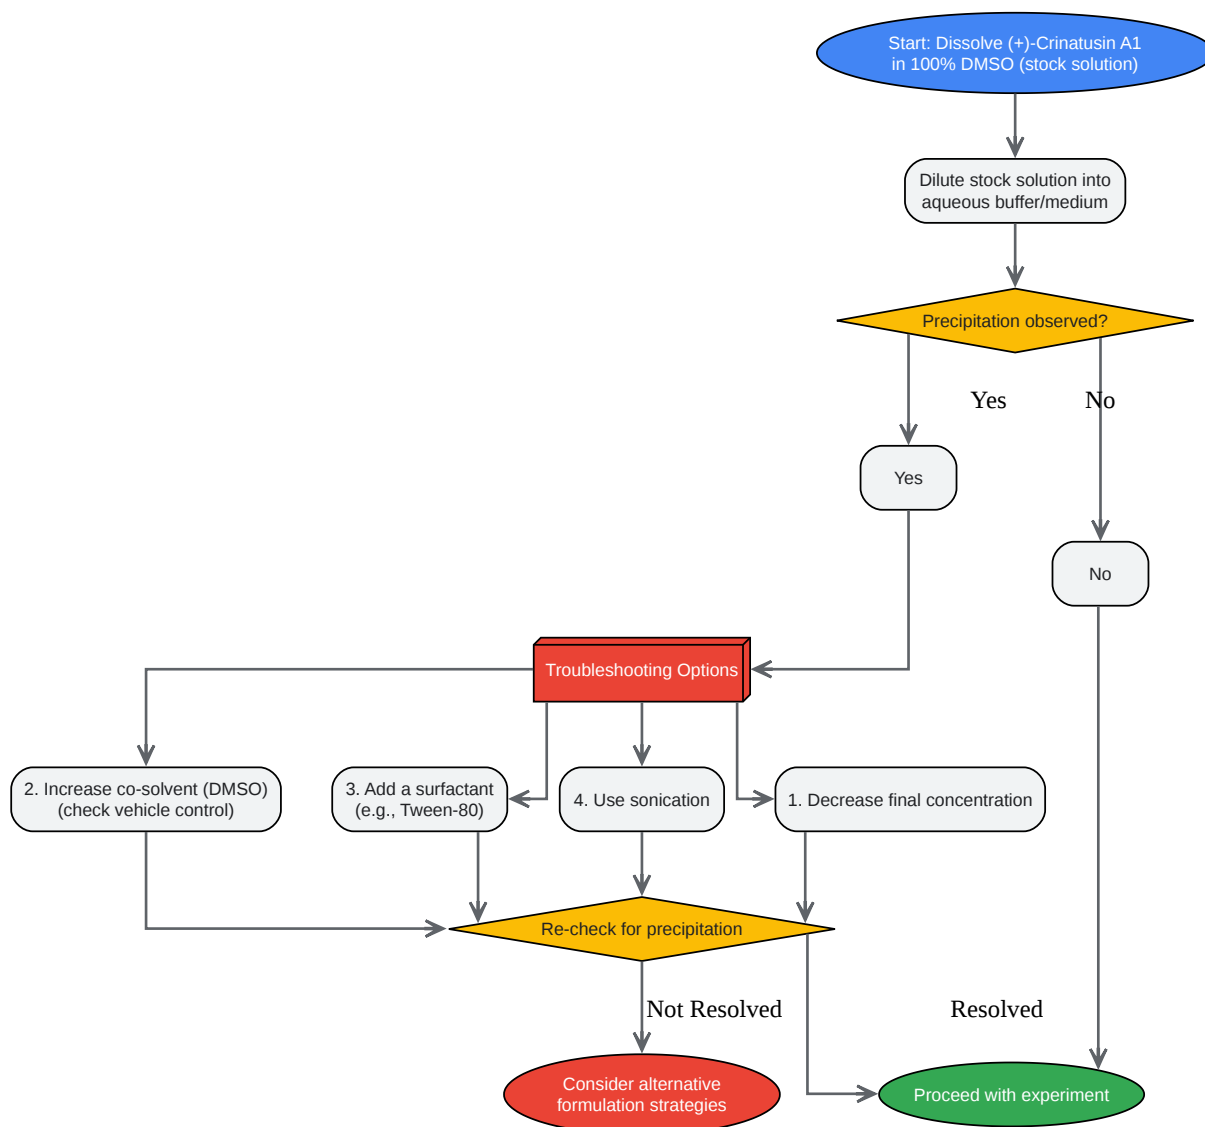 Start: Dissolve (+)-Crinatusin A1
in 100% DMSO (stock solution)
Dilute stock solution into
aqueous buffer/medium
Precipitation observed?
Yes
No
Yes
No
Troubleshooting Options
2. Increase co-solvent (DMSO)
(check vehicle control)
3. Add a surfactant
(e.g., Tween-80)
4. Use sonication
1. Decrease final concentration
Re-check for precipitation
Not Resolved
Resolved
Consider alternative
formulation strategies
Proceed with experiment